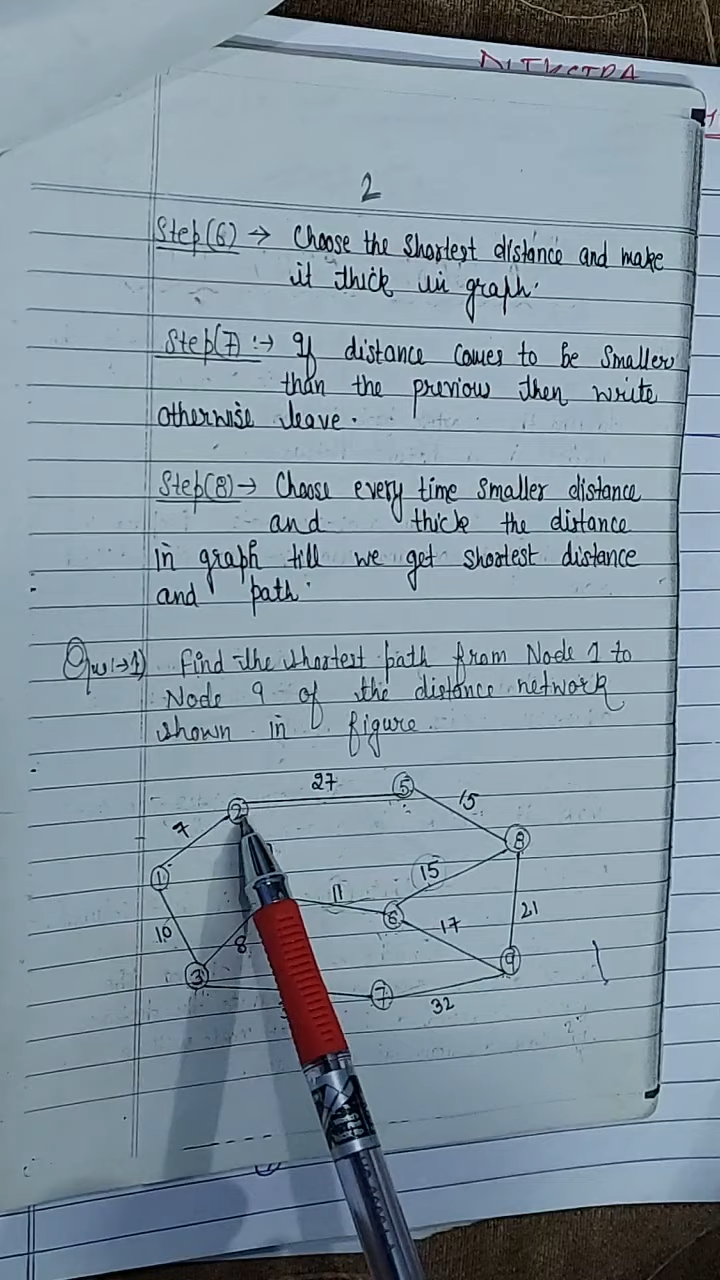 DIJKSTRA
2
Step(6) → Choose the Shortest distance and make
it thick in graph.
Step(7) :→ If distance comes to be Smaller
than the previous then write
otherwise leave.
Step(8) → Choose every time Smaller distance
and thick the distance
in graph till we get shortest distance
and path.
Qus→1) Find the shortest path from Node 1 to
Node 9 of the distance network
shown in figure.
27
5
15
2
7
8
1
15
11
6
21
10
17
8
9
3
7
32